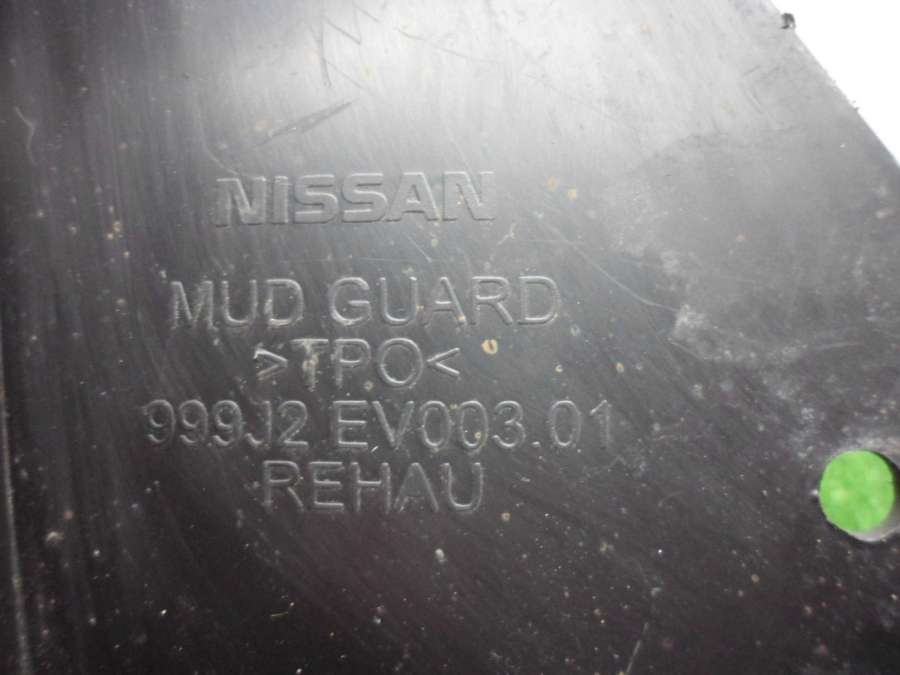 NISSAN
MUD GUARD
>TPO<
999J2 EV003.01
REHAU